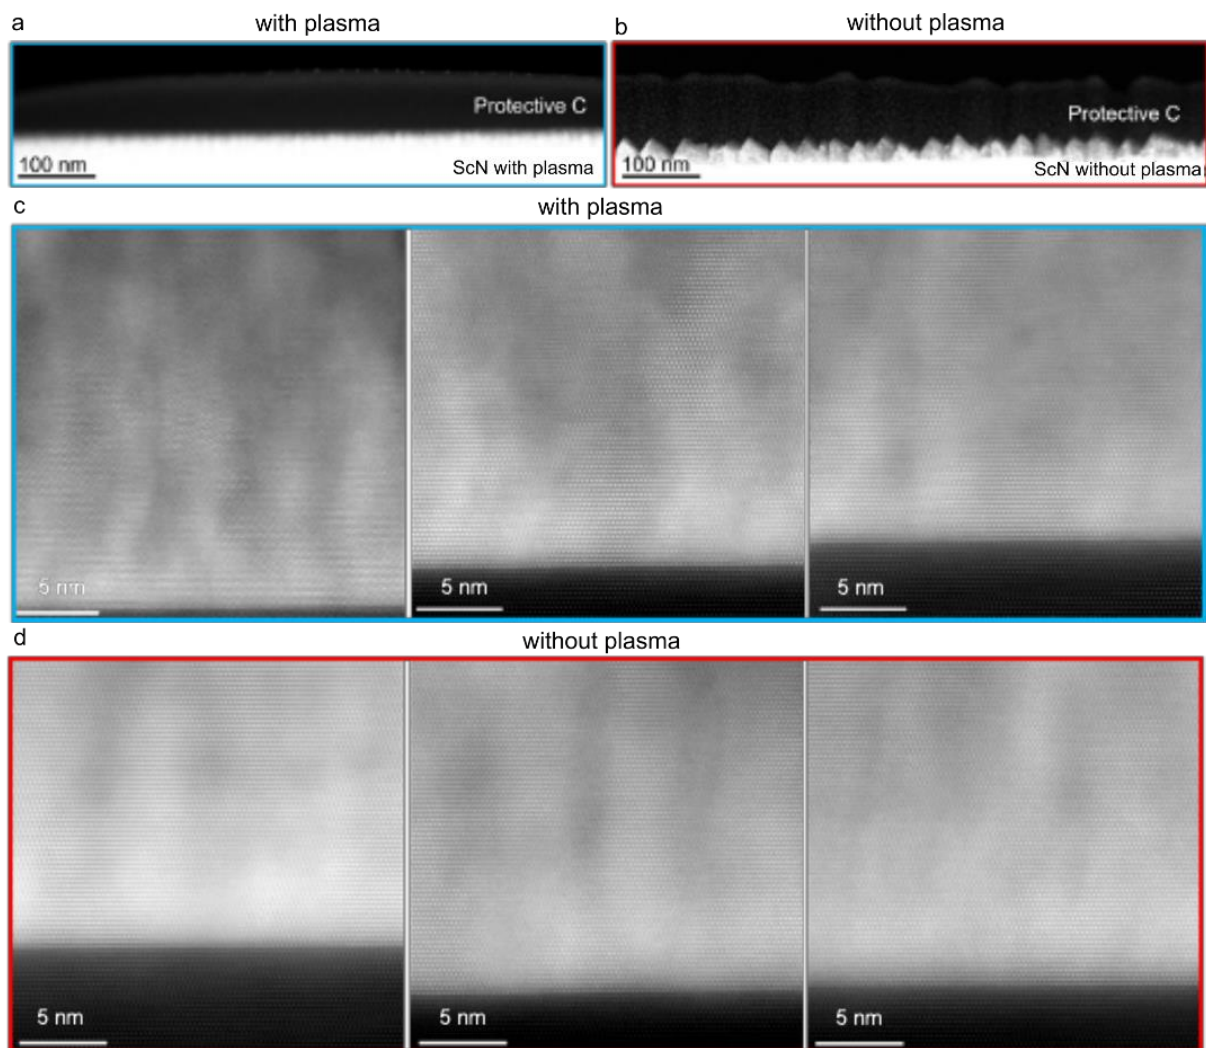 a
with plasma
b
without plasma
Protective C
100 nm
ScN with plasma
Protective C
100 nm
ScN without plasma
c
with plasma
5 nm
5 nm
5 nm
d
without plasma
5 nm
5 nm
5 nm